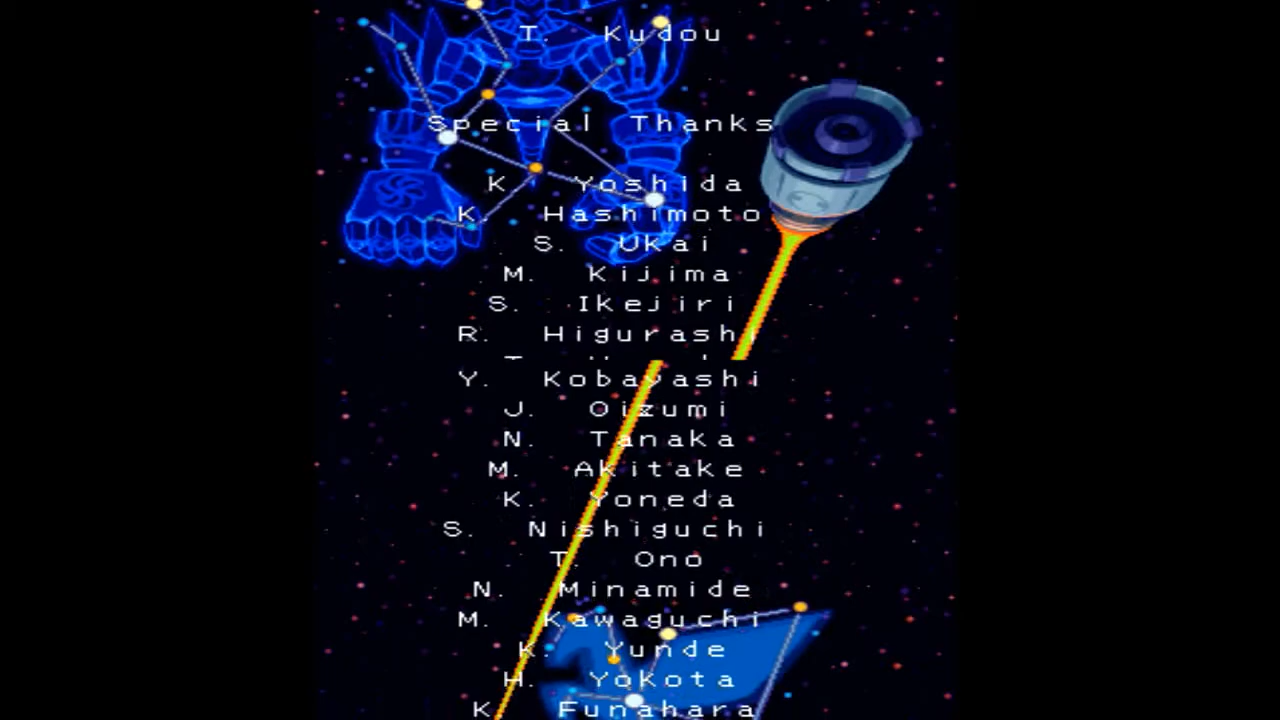 T. Kudou
Special Thanks
K. Yoshida
K. Hashimoto
S. Ukai
M. Kijima
S. Ikejiri
R. Higurashi
Y. Kobayashi
J. Oizumi
N. Tanaka
M. Akitake
K. Yoneda
S. Nishiguchi
T. Ono
N. Minamide
M. Kawaguchi
K. Yunde
H. Yokota
K. Funahara